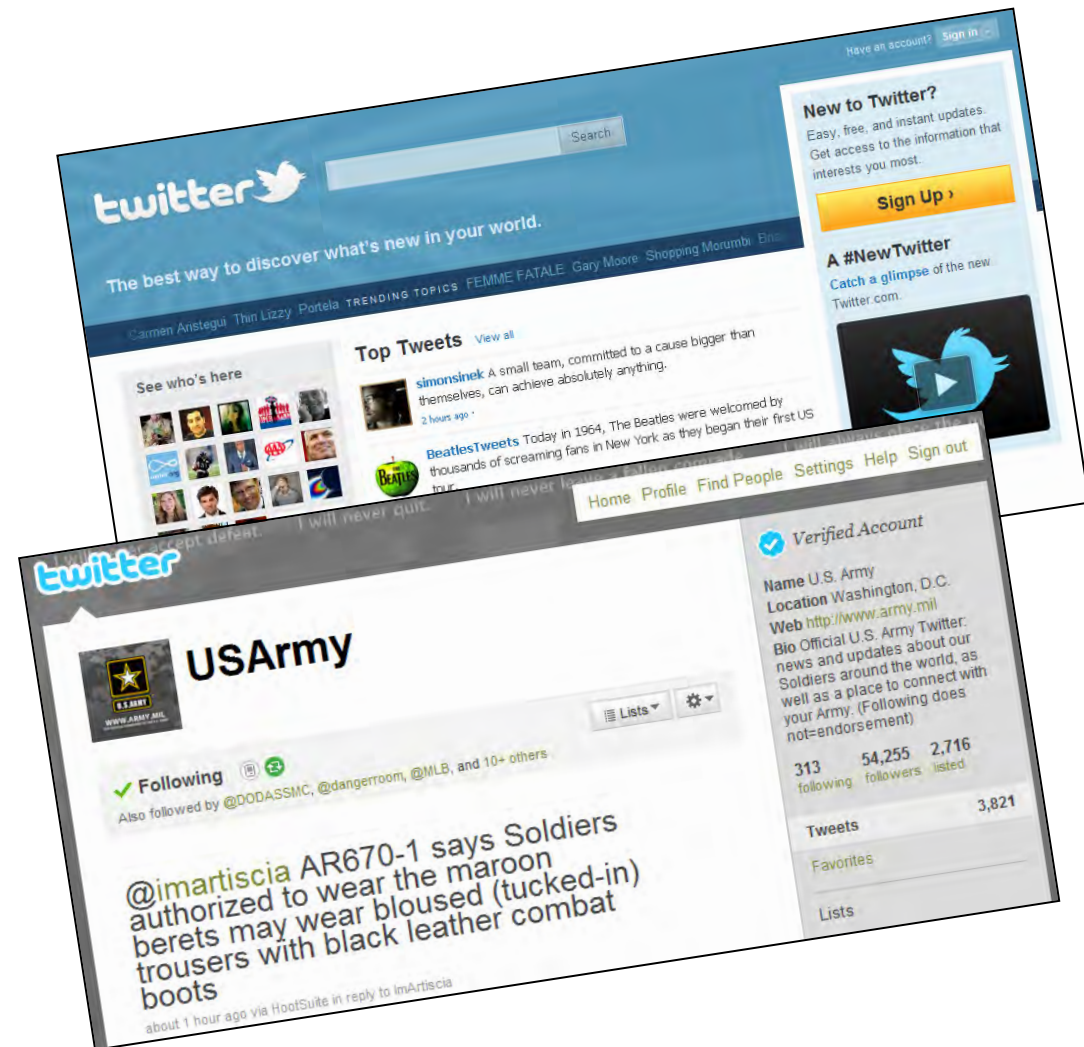 Have an account? Sign in
twitter
Search
The best way to discover what's new in your world.
Carmen Aristegui Thin Lizzy Portela TRENDING TOPICS FEMME FATALE Gary Moore Shopping Morumbi
New to Twitter?
Easy, free, and instant updates.
Get access to the information that
interests you most.
Sign Up ›
A #NewTwitter
Catch a glimpse of the new
Twitter.com.
See who's here
Top Tweets View all
simonsinek A small team, committed to a cause bigger than
themselves, can achieve absolutely anything.
2 hours ago
BeatlesTweets Today in 1964, The Beatles were welcomed by
thousands of screaming fans in New York as they began their first US
tour.
BEATLES
accept defeat. I will never quit. I will never leave a fallen comrade. I will always place the
Home Profile Find People Settings Help Sign out
twitter
USArmy
U.S.ARMY
WWW.ARMY.MIL
Lists
Following
Also followed by @DODASSMC, @dangerroom, @MLB, and 10+ others
@imartiscia AR670-1 says Soldiers
authorized to wear the maroon
berets may wear bloused (tucked-in)
trousers with black leather combat
boots
about 1 hour ago via HootSuite in reply to ImArtiscia
Verified Account
Name U.S. Army
Location Washington, D.C.
Web http://www.army.mil
Bio Official U.S. Army Twitter:
news and updates about our
Soldiers around the world, as
well as a place to connect with
your Army. (Following does
not=endorsement)
313 54,255 2,716
following followers listed
Tweets 3,821
Favorites
Lists